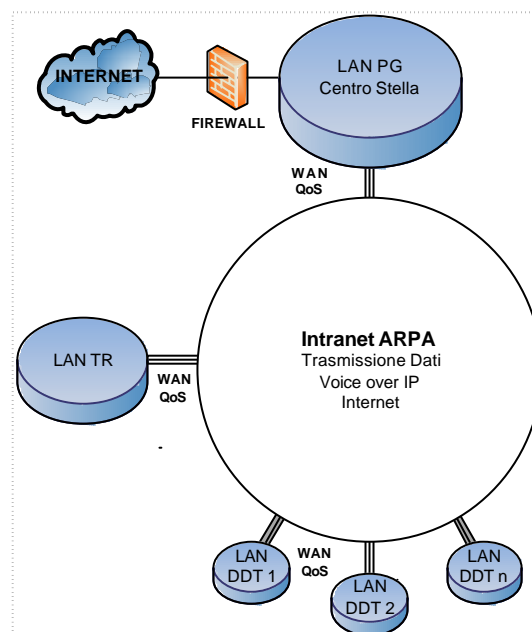 INTERNET
FIREWALL
LAN PG
Centro Stella
WAN
QoS
Intranet ARPA
Trasmissione Dati
Voice over IP
Internet
LAN TR
WAN
QoS
-
LAN
DDT 1
WAN
QoS
LAN
DDT 2
LAN
DDT n